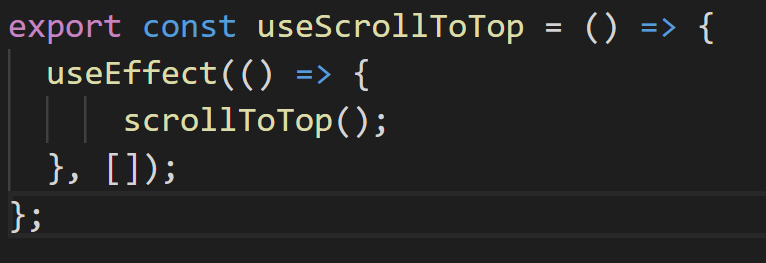 export const useScrollToTop = () => {
  useEffect(() => {
      scrollToTop();
  }, []);
};